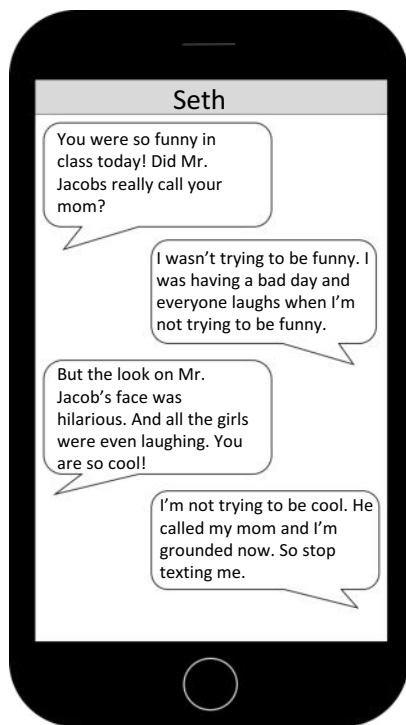 Seth
You were so funny in
class today! Did Mr.
Jacobs really call your
mom?
I wasn't trying to be funny. I
was having a bad day and
everyone laughs when I'm
not trying to be funny.
But the look on Mr.
Jacob's face was
hilarious. And all the girls
were even laughing. You
are so cool!
I'm not trying to be cool. He
called my mom and I'm
grounded now. So stop
texting me.